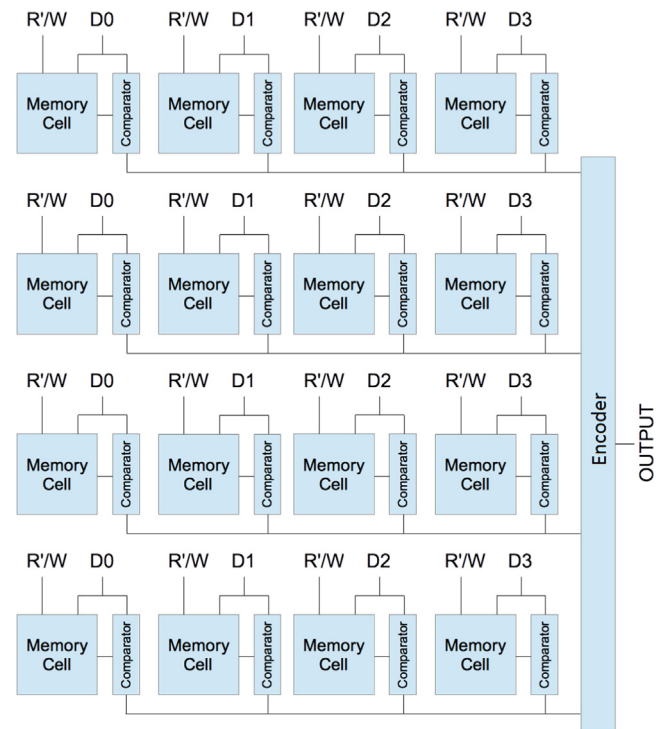 R'/W D0 R'/W D1 R'/W D2 R'/W D3
Memory Cell Comparator Memory Cell Comparator Memory Cell Comparator Memory Cell Comparator
R'/W D0 R'/W D1 R'/W D2 R'/W D3
Memory Cell Comparator Memory Cell Comparator Memory Cell Comparator Memory Cell Comparator
R'/W D0 R'/W D1 R'/W D2 R'/W D3
Memory Cell Comparator Memory Cell Comparator Memory Cell Comparator Memory Cell Comparator
R'/W D0 R'/W D1 R'/W D2 R'/W D3
Memory Cell Comparator Memory Cell Comparator Memory Cell Comparator Memory Cell Comparator
Encoder
OUTPUT